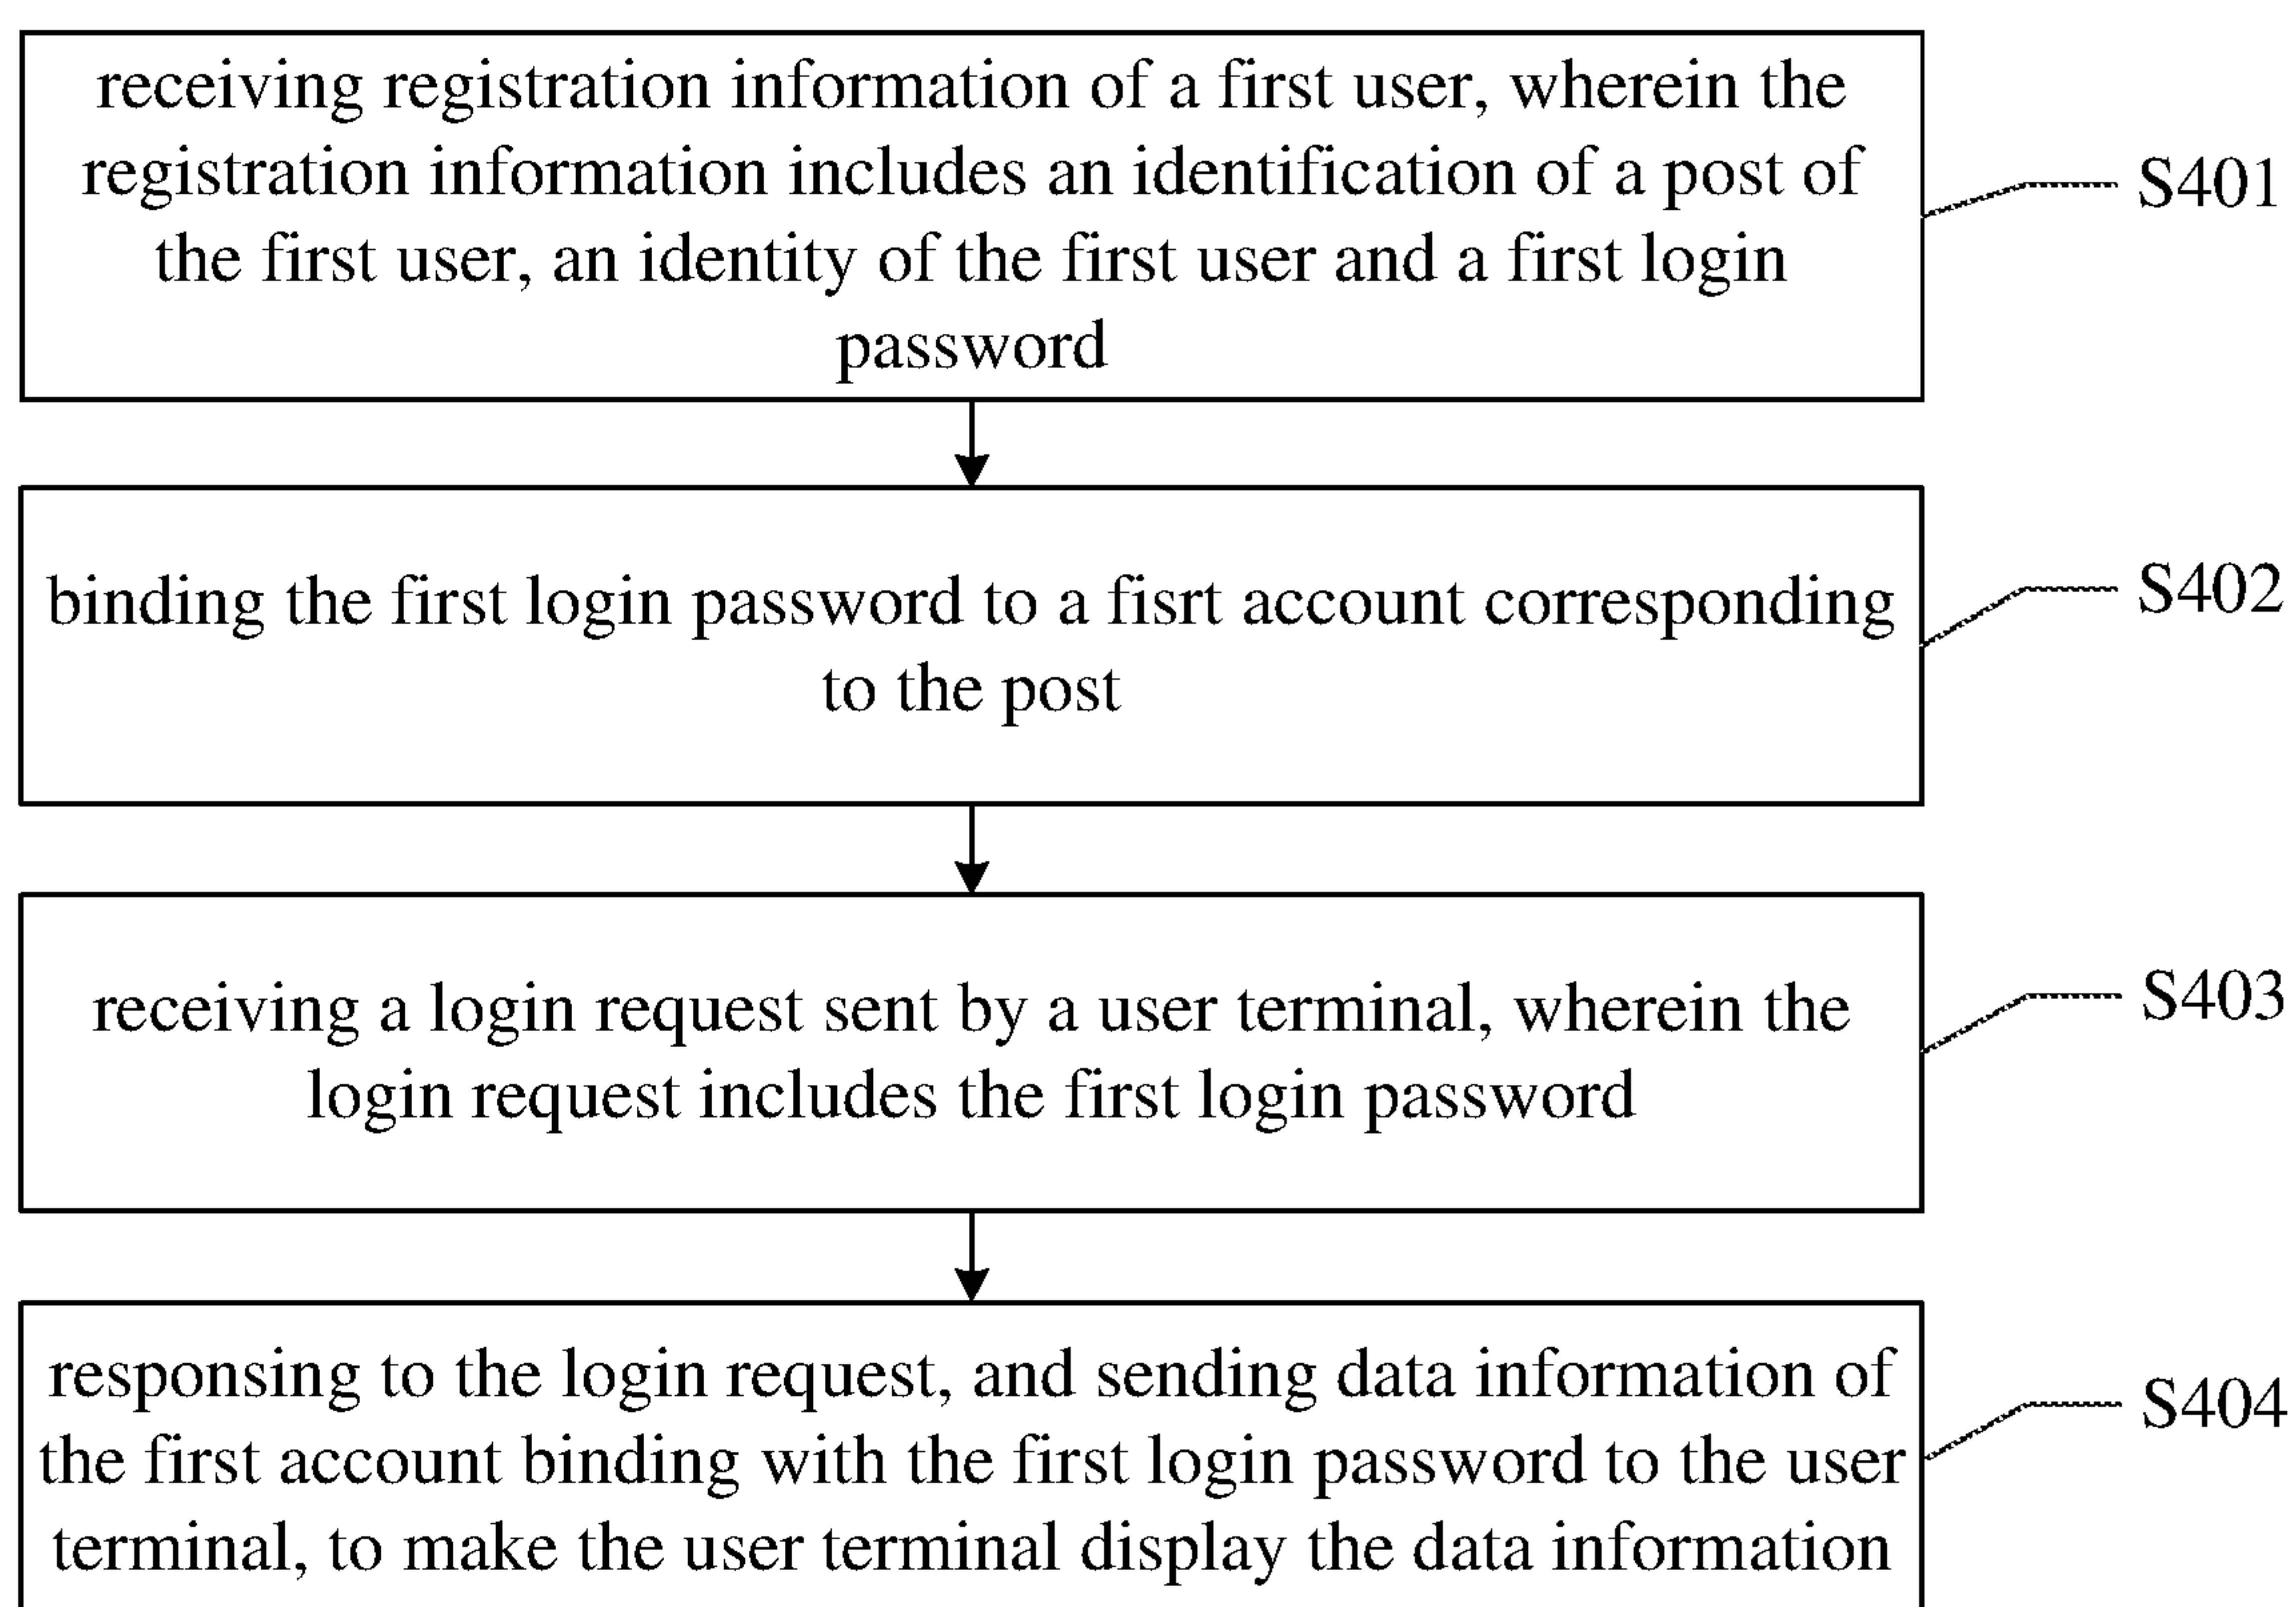 receiving registration information of a first user, wherein the
registration information includes an identification of a post of
the first user, an identity of the first user and a first login
password
S401
binding the first login password to a fisrt account corresponding
to the post
S402
receiving a login request sent by a user terminal, wherein the
login request includes the first login password
S403
responsing to the login request, and sending data information of
the first account binding with the first login password to the user
terminal, to make the user terminal display the data information
S404